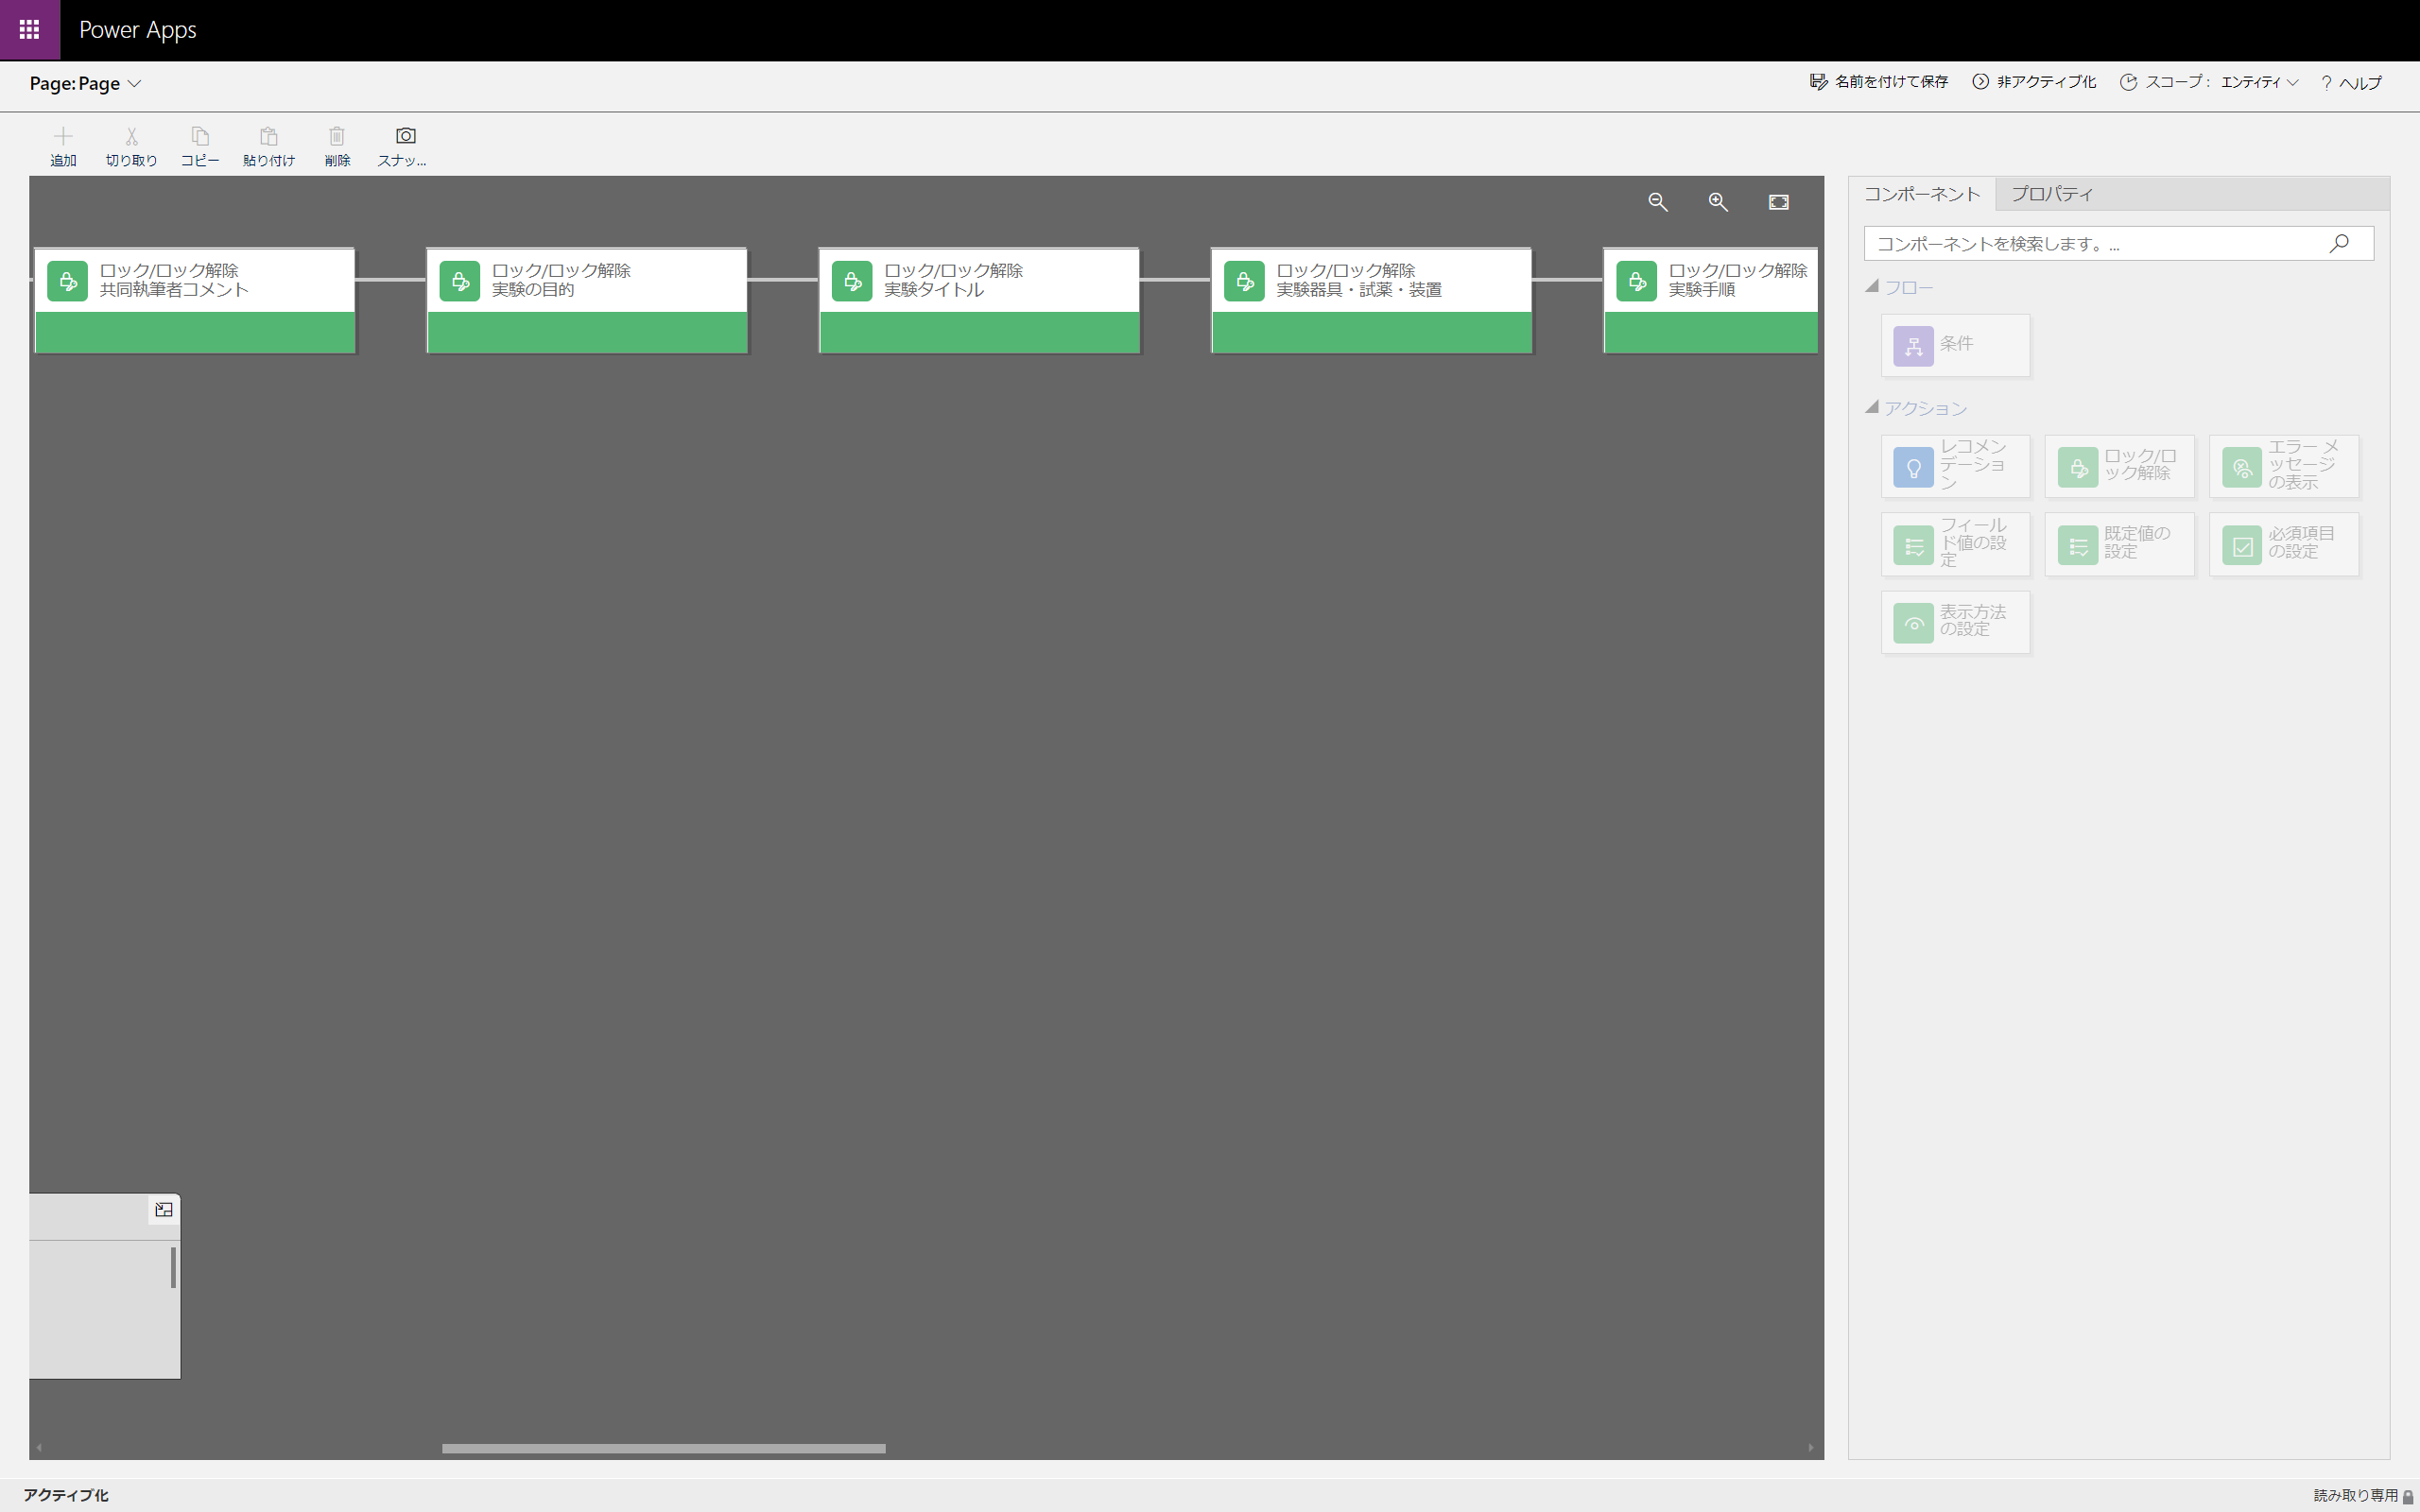 Power Apps
Page: Page
名前を付けて保存
非アクティブ化
スコープ: エンティティ
? ヘルプ
追加
切り取り
コピー
貼り付け
削除
スナッ...
コンポーネント
プロパティ
コンポーネントを検索します。...
ロック/ロック解除
共同執筆者コメント
ロック/ロック解除
実験の目的
ロック/ロック解除
実験タイトル
ロック/ロック解除
実験器具・試薬・装置
ロック/ロック解除
実験手順
フロー
条件
アクション
レコメン
デーショ
ン
ロック/ロ
ック解除
エラー メ
ッセージ
の表示
フィール
ド値の設
定
既定値の
設定
必須項目
の設定
表示方法
の設定
アクティブ化
読み取り専用